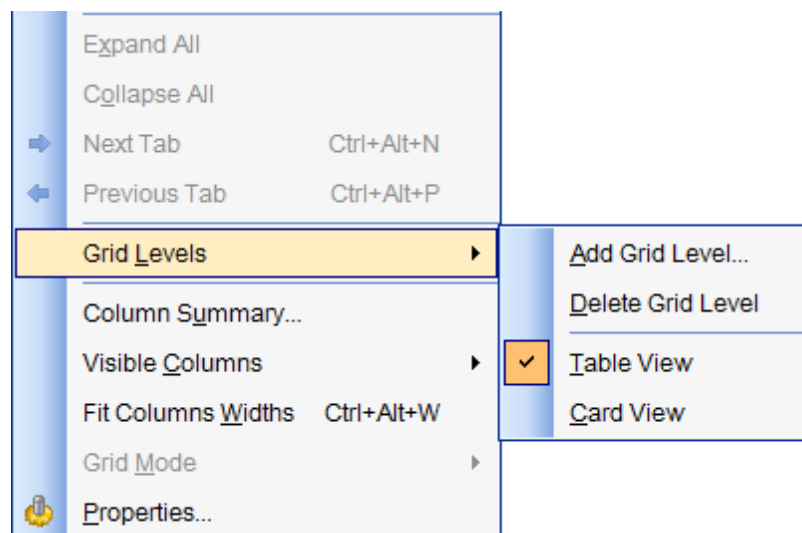 Expand All
Collapse All
Next Tab Ctrl+Alt+N
Previous Tab Ctrl+Alt+P
Grid Levels
Add Grid Level...
Delete Grid Level
Column Summary...
Visible Columns
Table View
Fit Columns Widths Ctrl+Alt+W
Card View
Grid Mode
Properties...